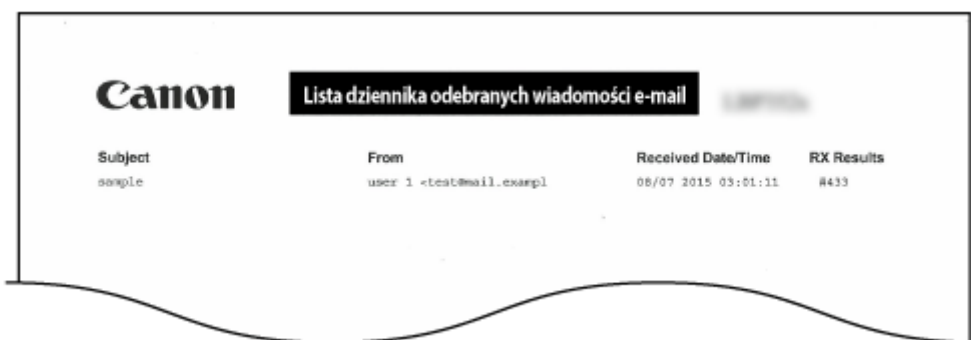 Canon Lista dziennika odebranych wiadomości e-mail
Subject From Received Date/Time RX Results
sample user 1 <test@mail.exampl 08/07 2015 03:01:11 #433